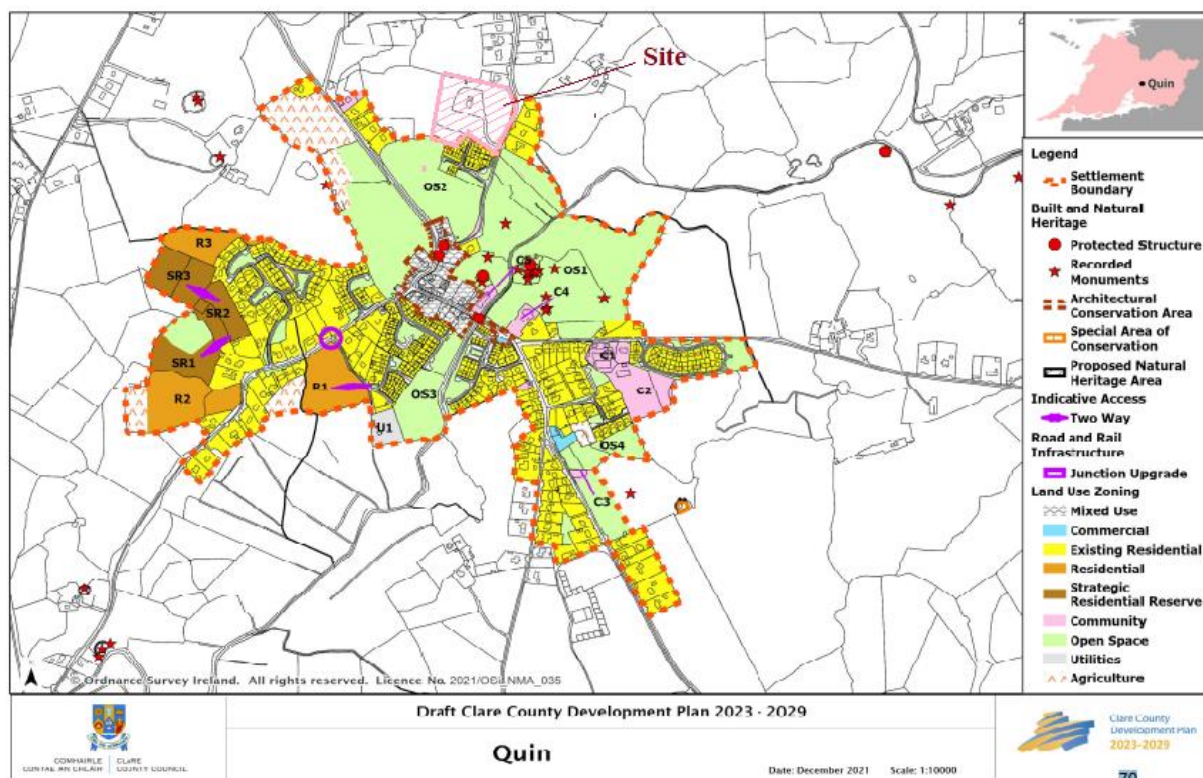 Site
Quin
Legend
Settlement
Boundary
Built and Natural
Heritage
Protected Structure
Recorded
Monuments
Architectural
Conservation Area
Special Area of
Conservation
Proposed Natural
Heritage Area
Indicative Access
Two Way
Road and Rail
Infrastructure
Junction Upgrade
Land Use Zoning
Mixed Use
Commercial
Existing Residential
Residential
Strategic
Residential Reserve
Community
Open Space
Utilities
Agriculture
OS2
R3
SR3
SR2
SR1
R2
R1
U1
OS3
C5
OS1
C4
C1
C2
OS4
C3
© Ordnance Survey Ireland. All rights reserved. Licence No. 2021/OSi_NMA_035
COMHAIRLE
CONTAE AN CHLÁIR
CLARE
COUNTY COUNCIL
Draft Clare County Development Plan 2023 - 2029
Quin
Date: December 2021 Scale: 1:10000
Clare County
Development Plan
2023-2029
70